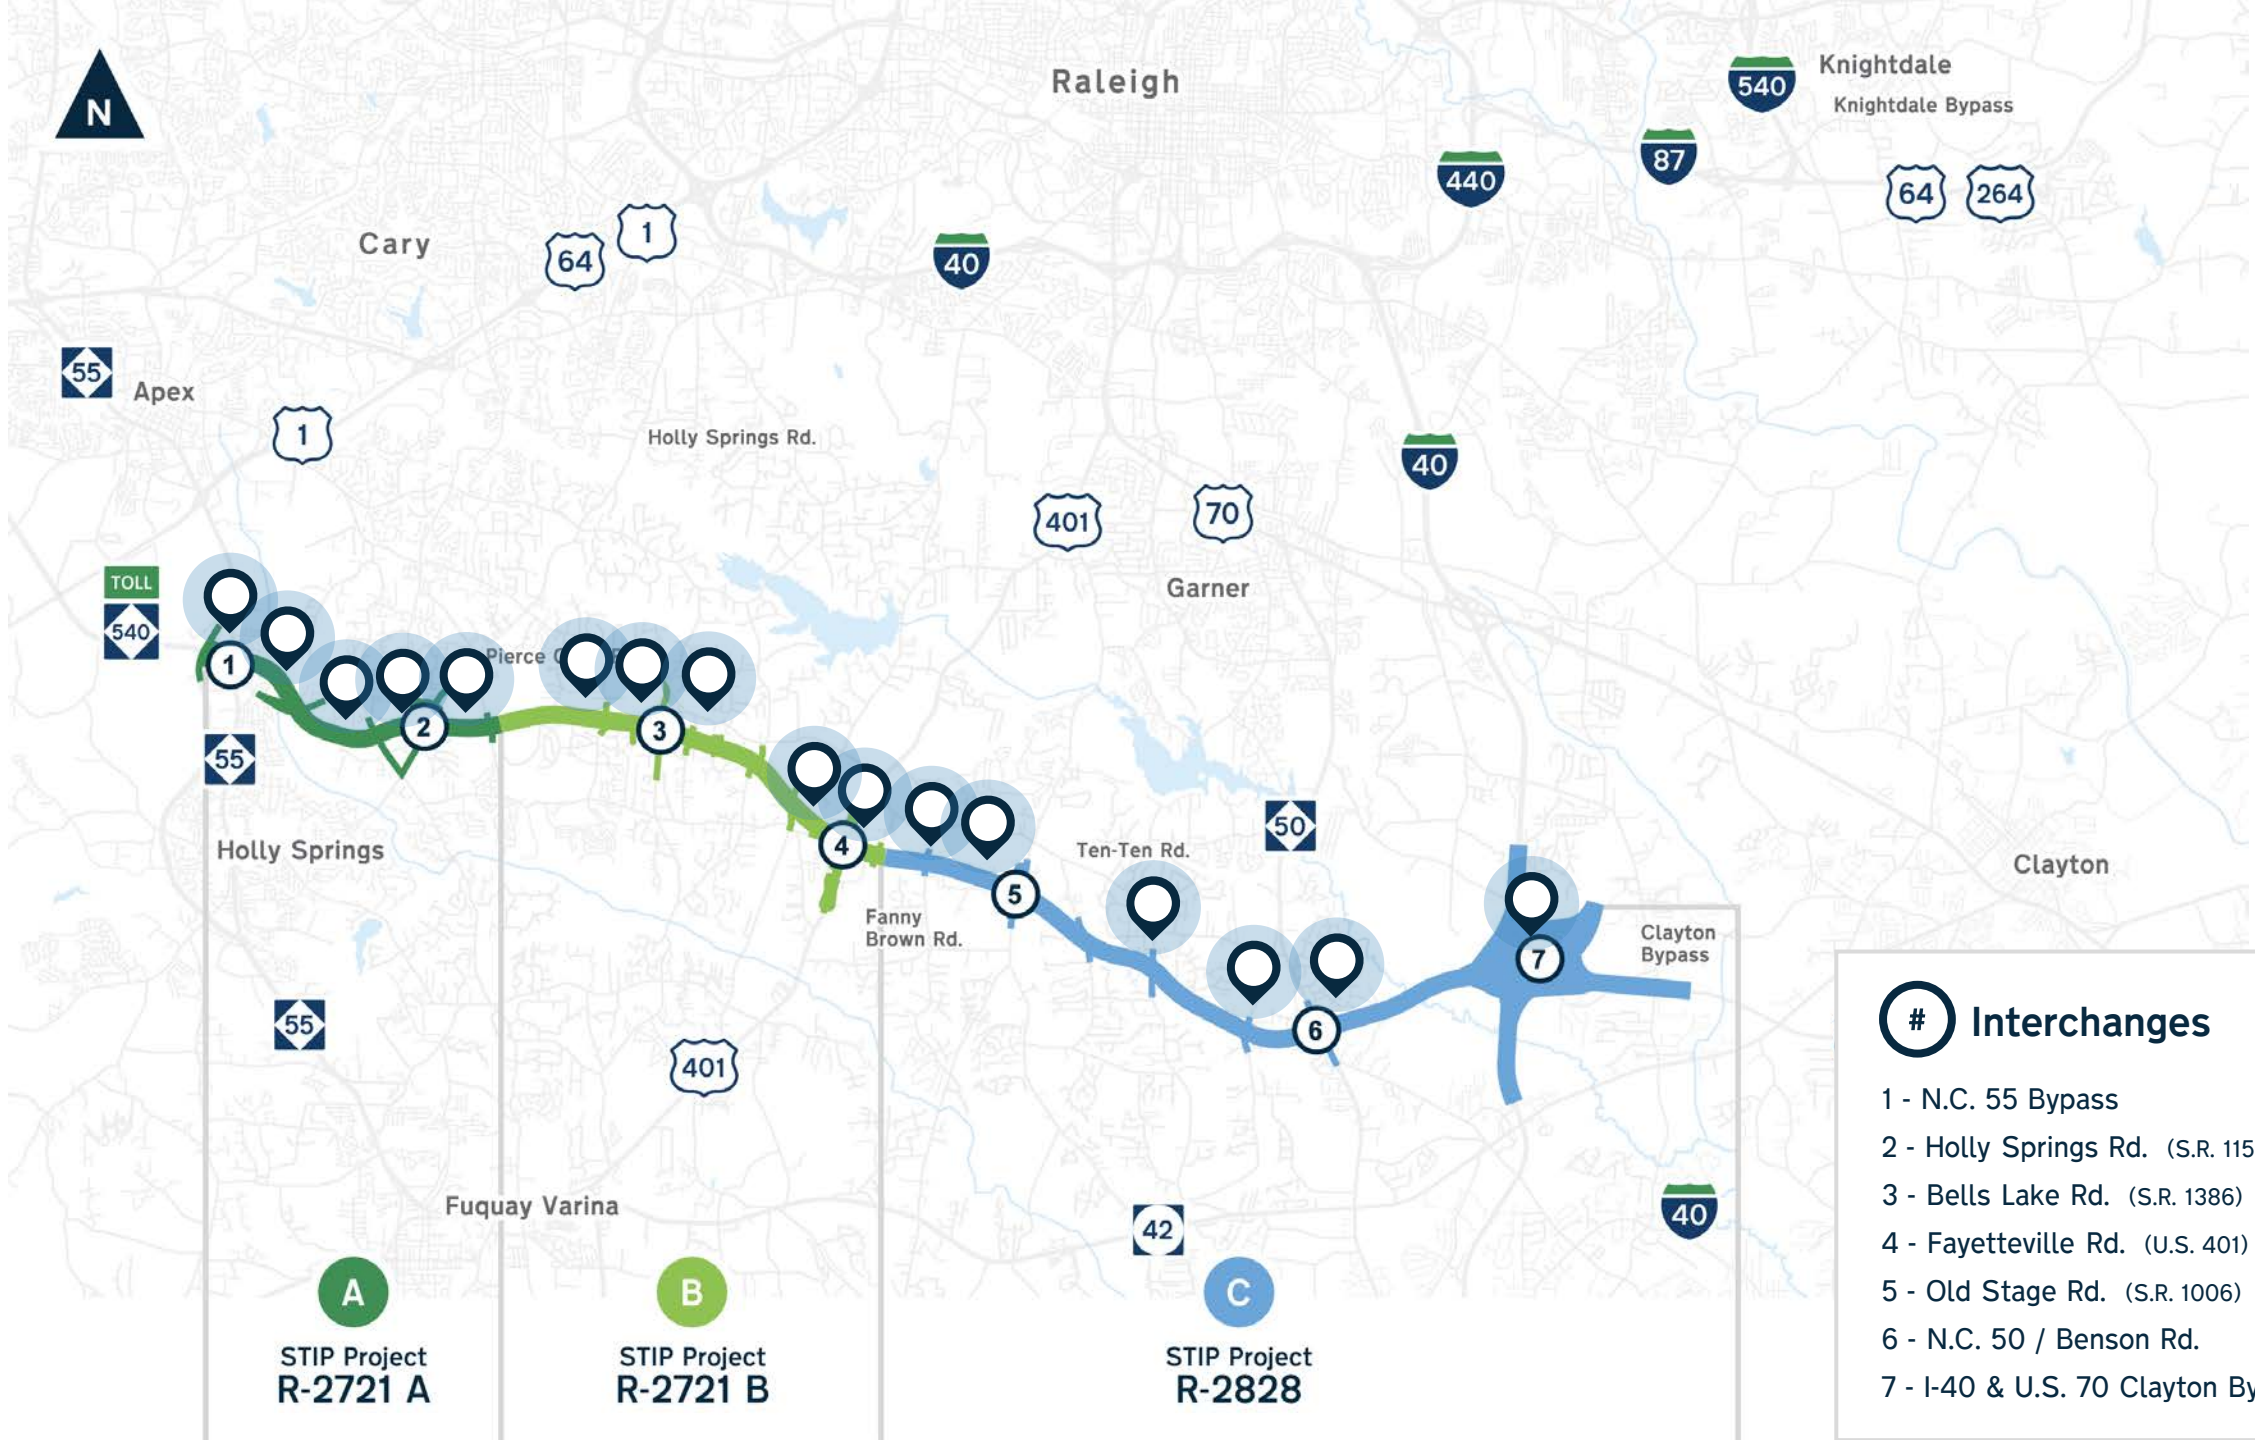 N
Raleigh
540
Knightdale
Knightdale Bypass
87
440
64
264
1
Cary
64
40
55
Apex
1
Holly Springs Rd.
40
401
70
Garner
TOLL
540
1
Pierce
2
3
55
4
50
Holly Springs
Ten-Ten Rd.
Clayton
5
Fanny
Brown Rd.
Clayton
Bypass
7
6
55
401
# Interchanges
1 - N.C. 55 Bypass
2 - Holly Springs Rd. (S.R. 115
3 - Bells Lake Rd. (S.R. 1386)
4 - Fayetteville Rd. (U.S. 401)
5 - Old Stage Rd. (S.R. 1006)
6 - N.C. 50 / Benson Rd.
7 - I-40 & U.S. 70 Clayton By
Fuquay Varina
42
40
A
STIP Project
R-2721 A
B
STIP Project
R-2721 B
C
STIP Project
R-2828